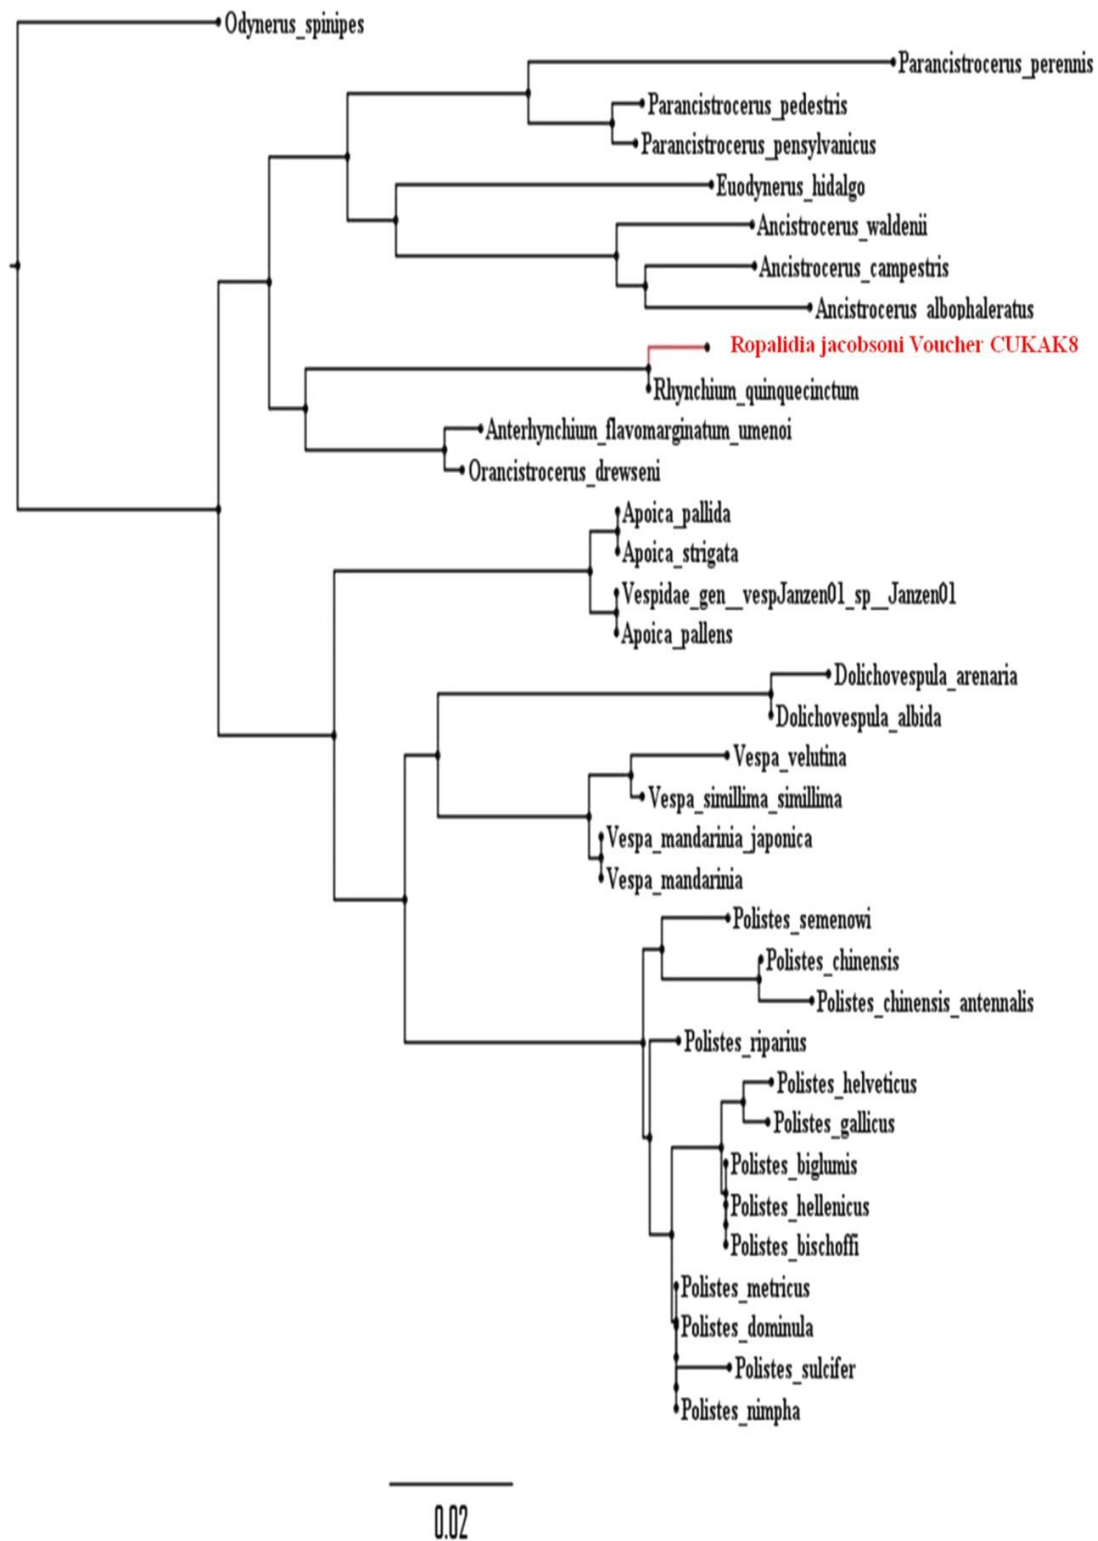 Odynerus_spinipes
Parancistrocerus_perennis
Parancistrocerus_pedestris
Parancistrocerus_pensylvanicus
Euodynerus_hidalgo
Ancistrocerus_waldenii
Ancistrocerus_campestris
Ancistrocerus_albophaleratus
Ropalidia jacobsoni Voucher CUKAK8
Rhynchium_quinquecinctum
Anterhynchium_flavomarginatum_umenoi
Orancistrocerus_drewseni
Apoica_pallida
Apoica_strigata
Vespidae_gen__vespJanzen01_sp__Janzen01
Apoica_pallens
Dolichovespula_arenaria
Dolichovespula_albida
Vespa_velutina
Vespa_simillima_simillima
Vespa_mandarinia_japonica
Vespa_mandarinia
Polistes_semenowi
Polistes_chinensis
Polistes_chinensis_antennalis
Polistes_riparius
Polistes_helveticus
Polistes_gallicus
Polistes_biglumis
Polistes_hellenicus
Polistes_bischoffi
Polistes_metricus
Polistes_dominula
Polistes_sulcifer
Polistes_nimpha
0.02